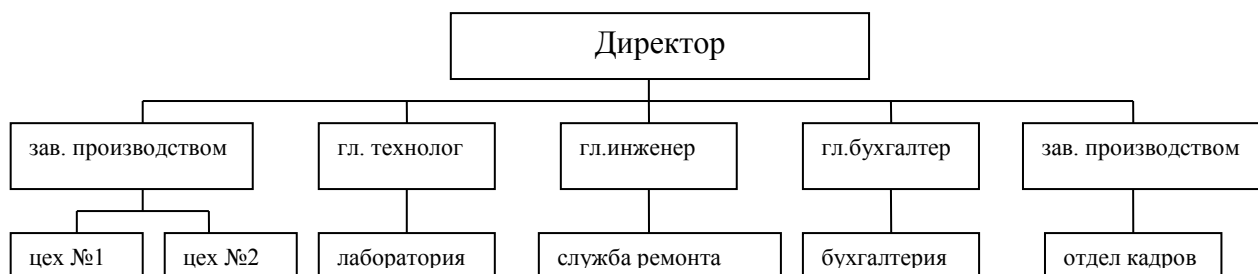 Директор
зав. производством
гл. технолог
гл.инженер
гл.бухгалтер
зав. производством
цех №1
цех №2
лаборатория
служба ремонта
бухгалтерия
отдел кадров